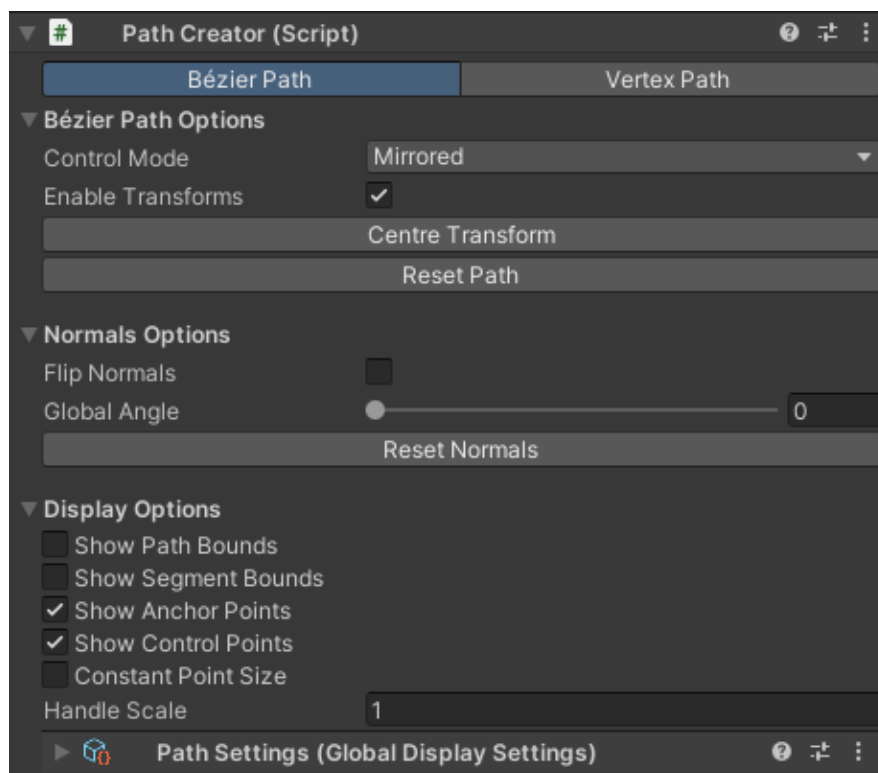 # Path Creator (Script)
Bézier Path Vertex Path
Bézier Path Options
Control Mode Mirrored
Enable Transforms
Centre Transform
Reset Path
Normals Options
Flip Normals
Global Angle 0
Reset Normals
Display Options
Show Path Bounds
Show Segment Bounds
Show Anchor Points
Show Control Points
Constant Point Size
Handle Scale 1
Path Settings (Global Display Settings)